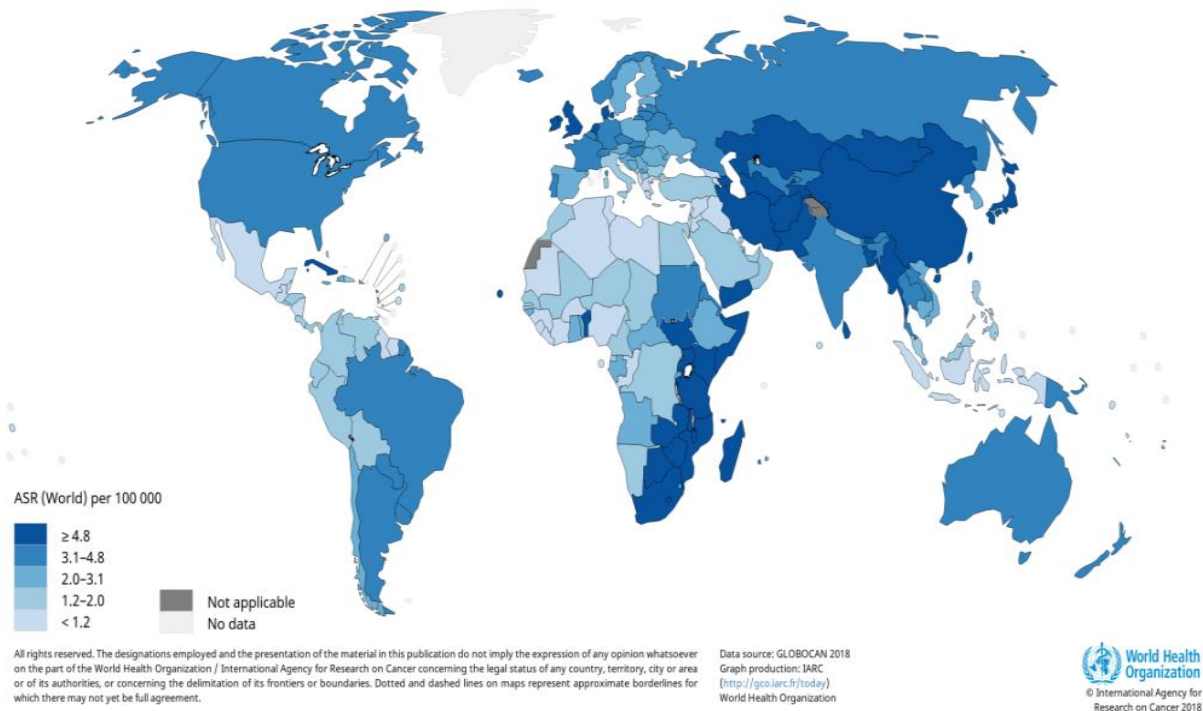 ASR (World) per 100 000
≥ 4.8
3.1–4.8
2.0–3.1
1.2–2.0
< 1.2
Not applicable
No data
All rights reserved. The designations employed and the presentation of the material in this publication do not imply the expression of any opinion whatsoever
on the part of the World Health Organization / International Agency for Research on Cancer concerning the legal status of any country, territory, city or area
or of its authorities, or concerning the delimitation of its frontiers or boundaries. Dotted and dashed lines on maps represent approximate borderlines for
which there may not yet be full agreement.
Data source: GLOBOCAN 2018
Graph production: IARC
(http://gco.iarc.fr/today)
World Health Organization
World Health
Organization
© International Agency for
Research on Cancer 2018